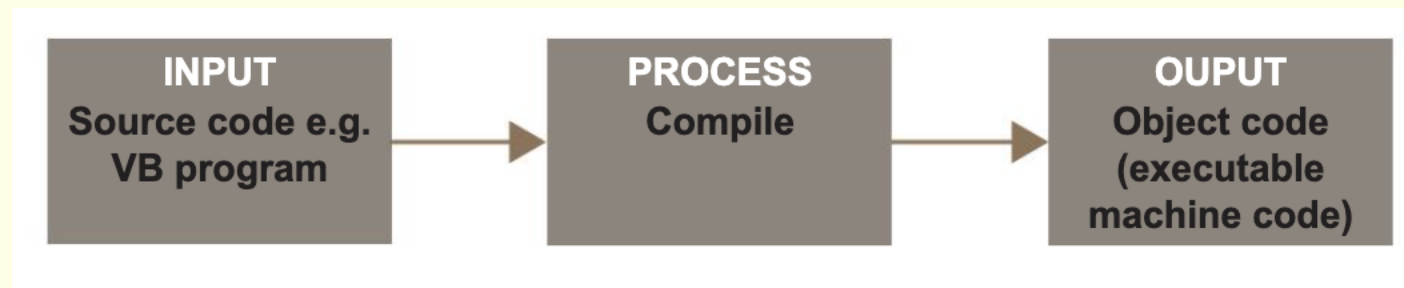 INPUT
Source code e.g.
VB program
PROCESS
Compile
OUPUT
Object code
(executable
machine code)